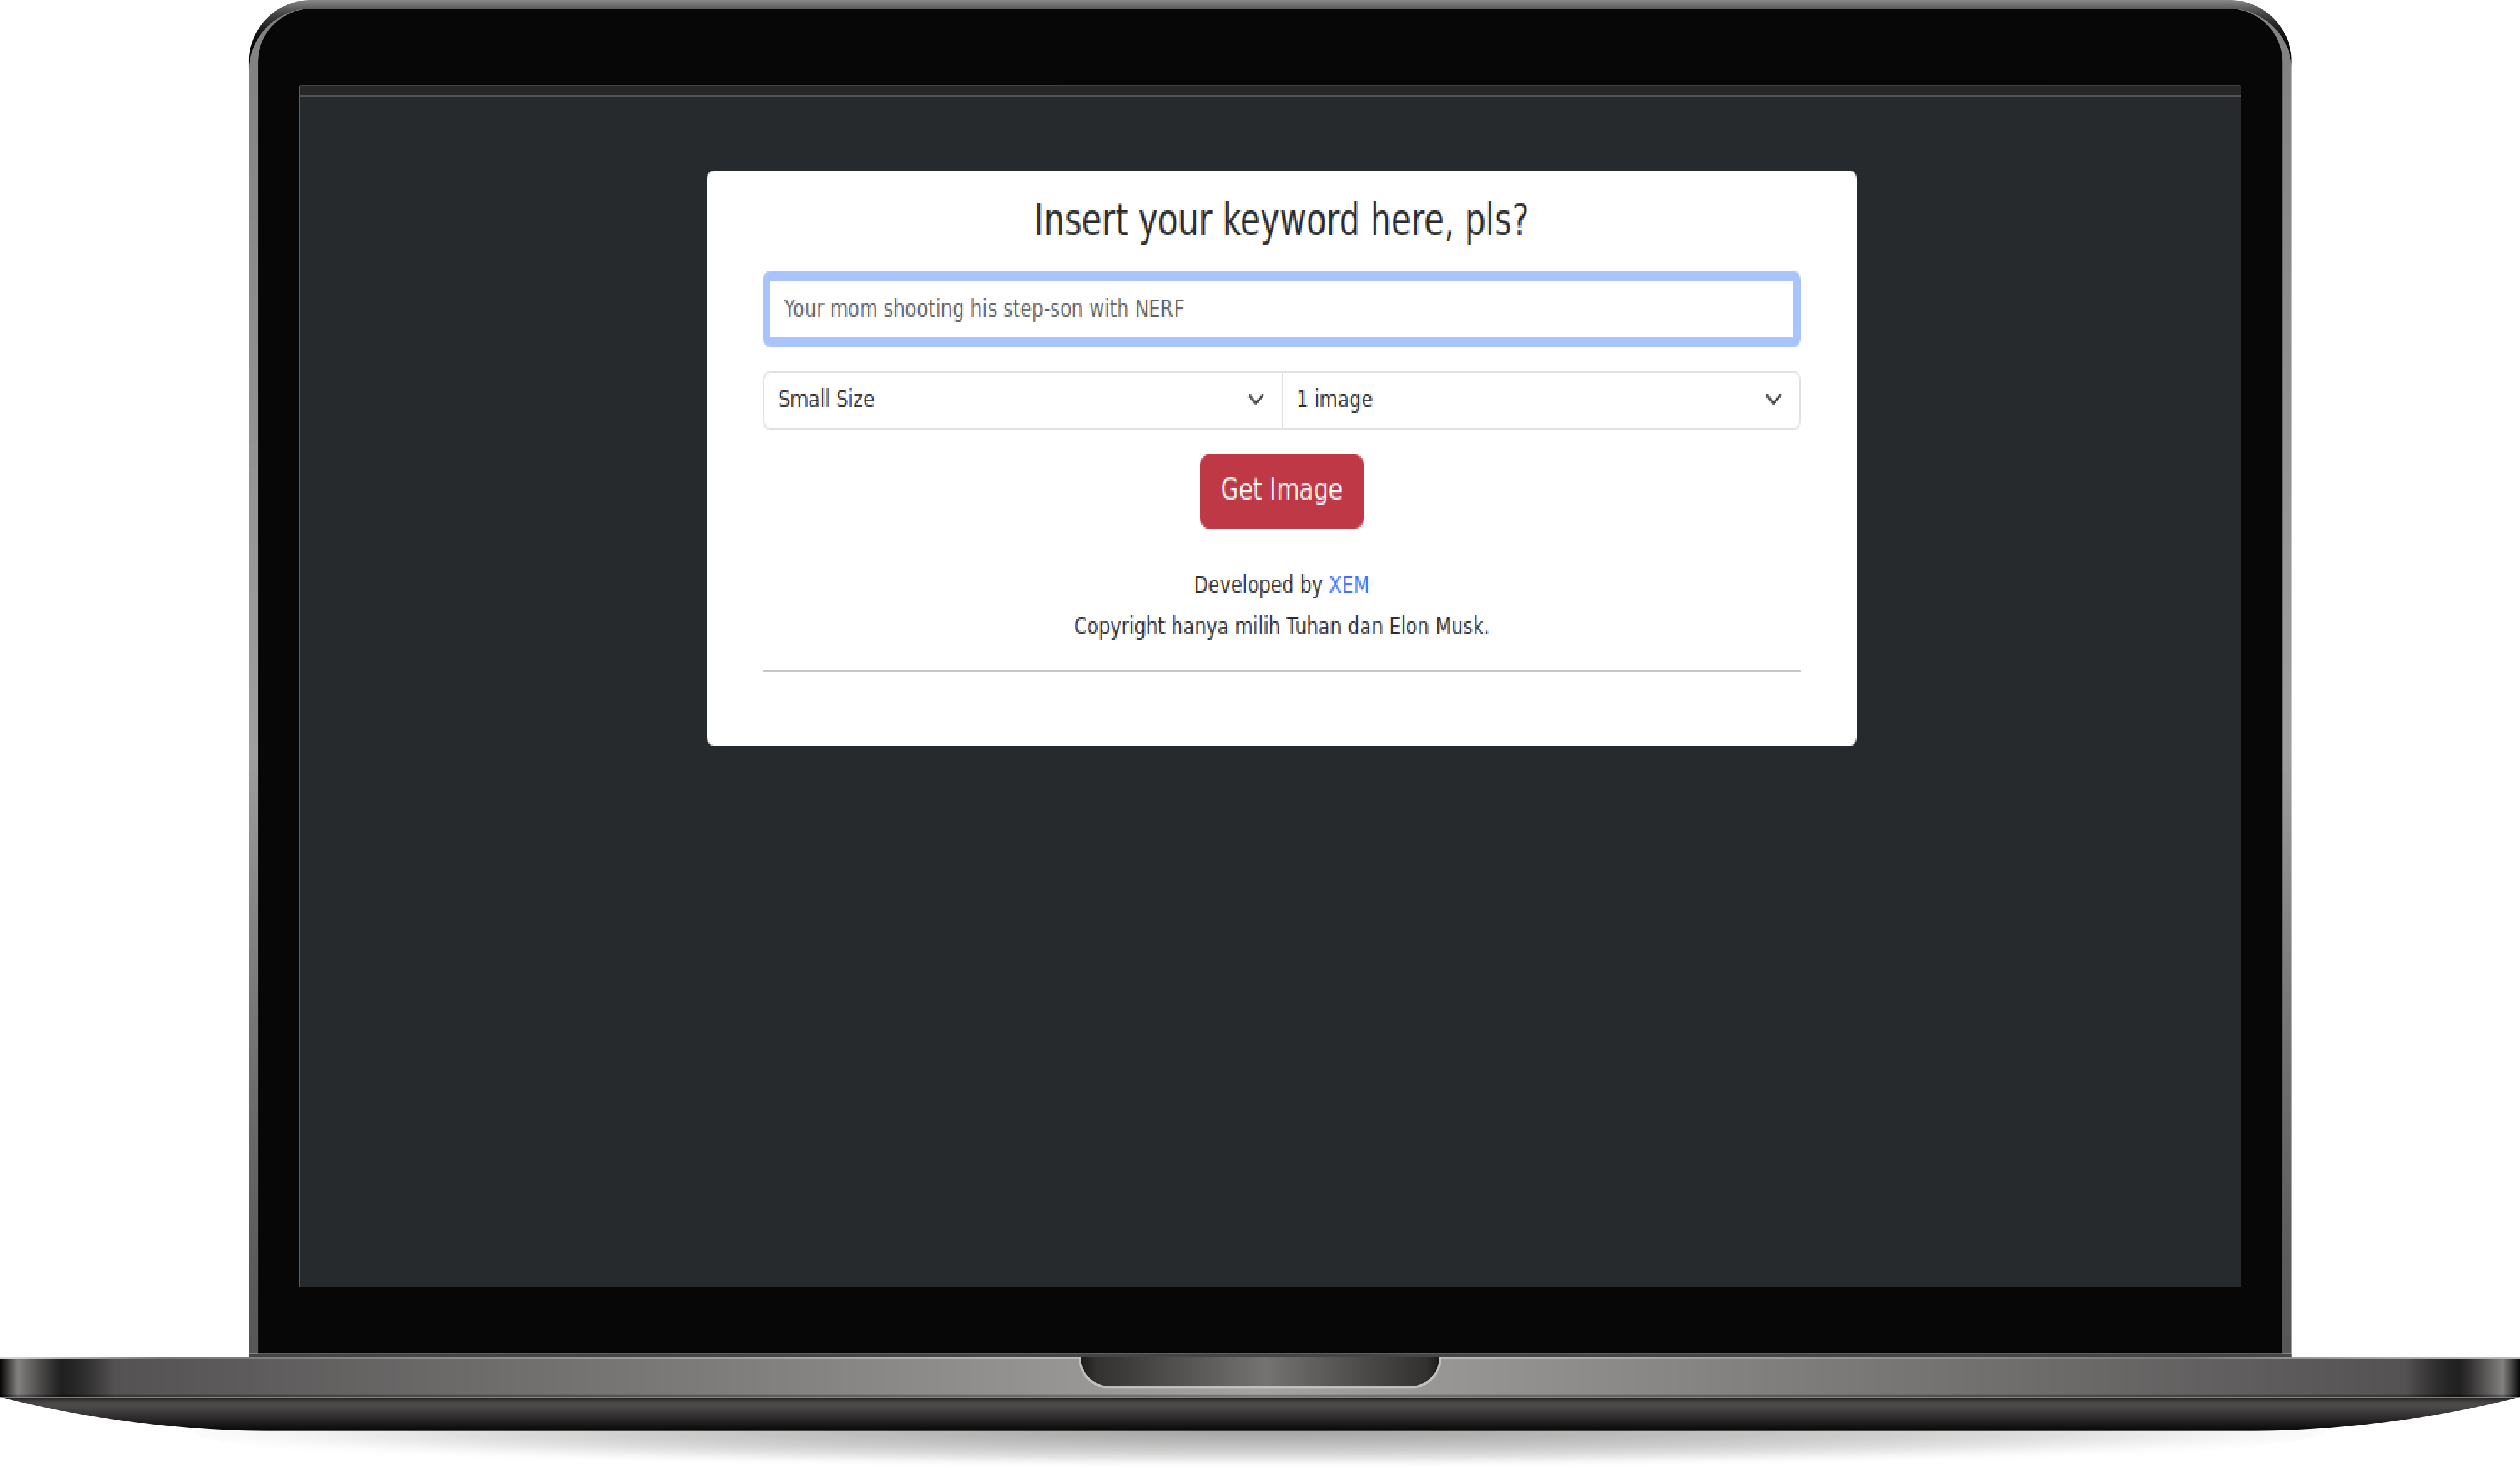 Insert your keyword here, pls?
Your mom shooting his step-son with NERF
Small Size
1 image
Get Image
Developed by XEM
Copyright hanya milih Tuhan dan Elon Musk.